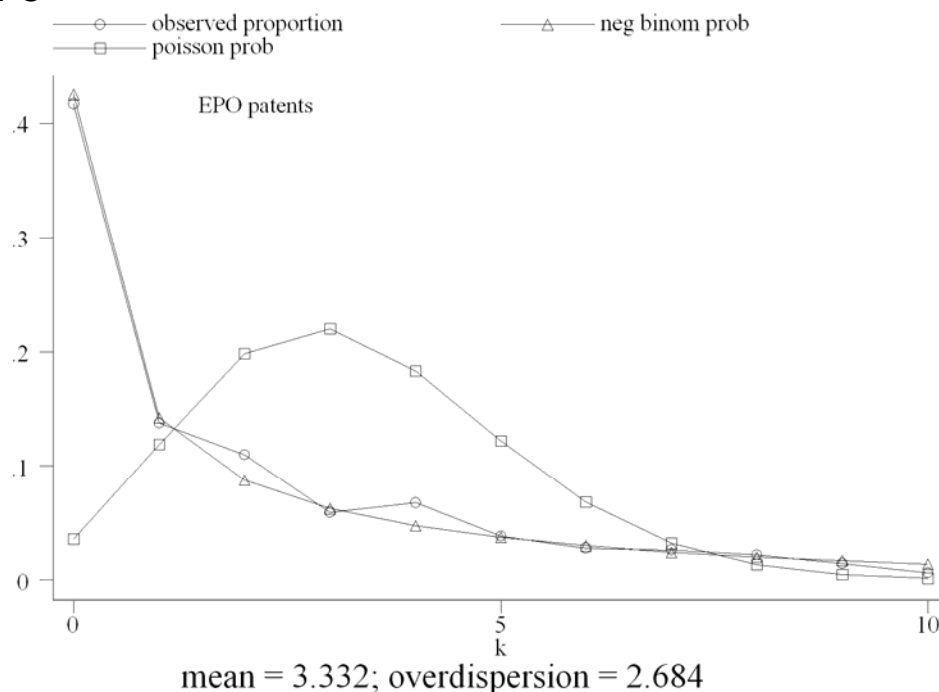 observed proportion neg binom prob
poisson prob
EPO patents
.4
.3
.2
.1
0
0 5 10
k
mean = 3.332; overdispersion = 2.684